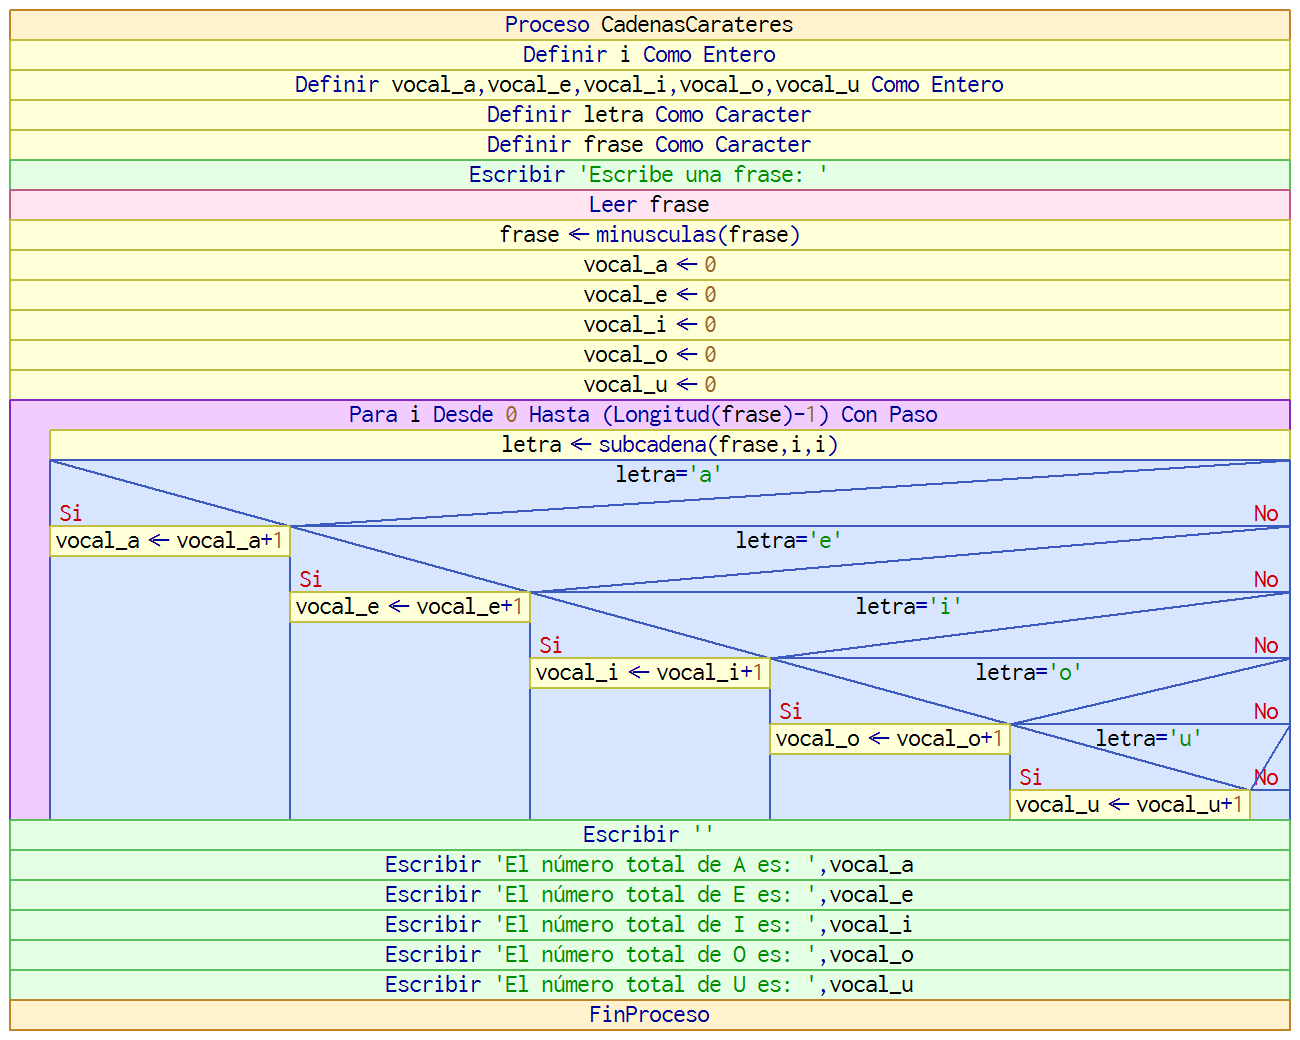 Proceso CadenasCarateres
Definir i Como Entero
Definir vocal_a,vocal_e,vocal_i,vocal_o,vocal_u Como Entero
Definir letra Como Caracter
Definir frase Como Caracter
Escribir 'Escribe una frase: '
Leer frase
frase ← minusculas(frase)
vocal_a ← 0
vocal_e ← 0
vocal_i ← 0
vocal_o ← 0
vocal_u ← 0
Para i Desde 0 Hasta (Longitud(frase)-1) Con Paso
letra ← subcadena(frase,i,i)
letra='a'
Si No
vocal_a ← vocal_a+1
letra='e'
Si No
vocal_e ← vocal_e+1
letra='i'
Si No
vocal_i ← vocal_i+1
letra='o'
Si No
vocal_o ← vocal_o+1
letra='u'
Si No
vocal_u ← vocal_u+1
Escribir ''
Escribir 'El número total de A es: ',vocal_a
Escribir 'El número total de E es: ',vocal_e
Escribir 'El número total de I es: ',vocal_i
Escribir 'El número total de O es: ',vocal_o
Escribir 'El número total de U es: ',vocal_u
FinProceso